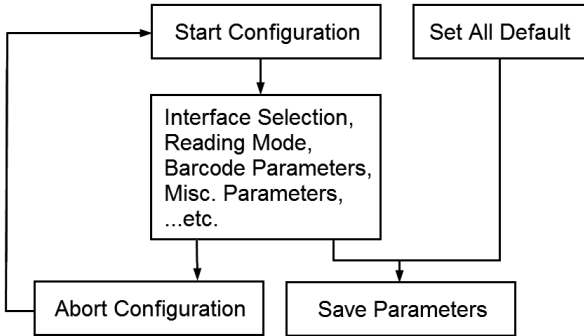 Start Configuration
Set All Default
Interface Selection,
Reading Mode,
Barcode Parameters,
Misc. Parameters,
...etc.
Abort Configuration
Save Parameters